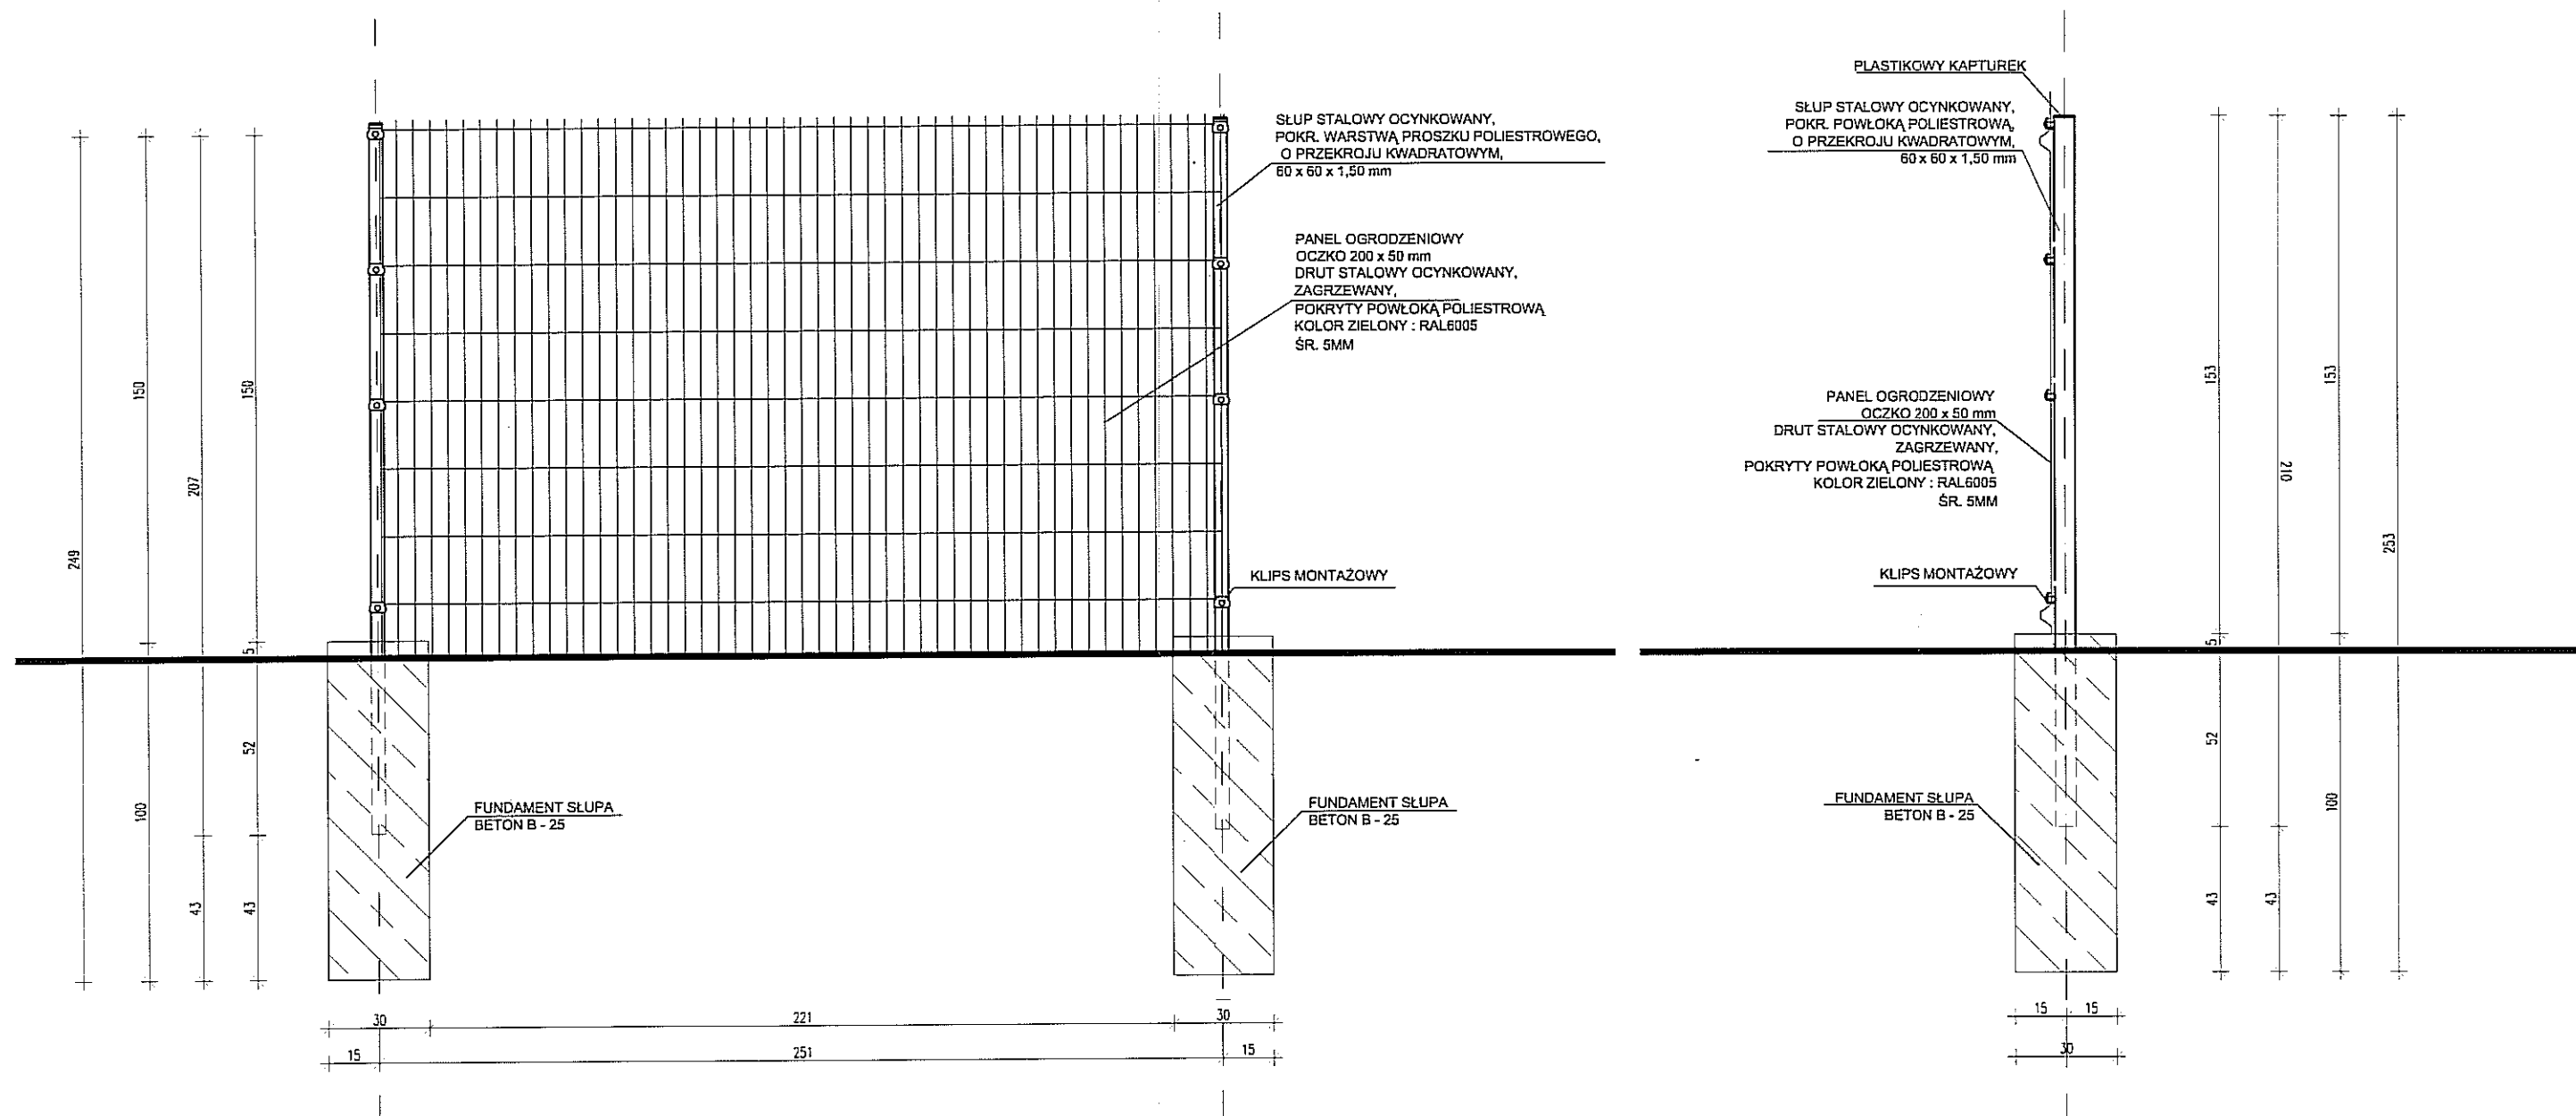 SŁUP STALOWY OCYNKOWANY,
POKR. WARSTWĄ PROSZKU POLIESTROWEGO,
O PRZEKROJU KWADRATOWYM,
60 x 60 x 1,50 mm
PANEL OGRODZENIOWY
OCZKO 200 x 50 mm
DRUT STALOWY OCYNKOWANY,
ZAGRZEWANY,
POKRYTY POWŁOKĄ POLIESTROWĄ
KOLOR ZIELONY : RAL6005
ŚR. 5MM
KLIPS MONTAŻOWY
FUNDAMENT SŁUPA
BETON B - 25
FUNDAMENT SŁUPA
BETON B - 25
249
150
100
207
43
150
5
52
43
30
221
30
15
251
15
PLASTIKOWY KAPTUREK
SŁUP STALOWY OCYNKOWANY,
POKR. POWŁOKĄ POLIESTROWĄ,
O PRZEKROJU KWADRATOWYM,
60 x 60 x 1,50 mm
PANEL OGRODZENIOWY
OCZKO 200 x 50 mm
DRUT STALOWY OCYNKOWANY,
ZAGRZEWANY,
POKRYTY POWŁOKĄ POLIESTROWĄ
KOLOR ZIELONY : RAL6005
ŚR. 5MM
KLIPS MONTAŻOWY
FUNDAMENT SŁUPA
BETON B - 25
153
5
52
43
210
43
153
100
253
15
15
30